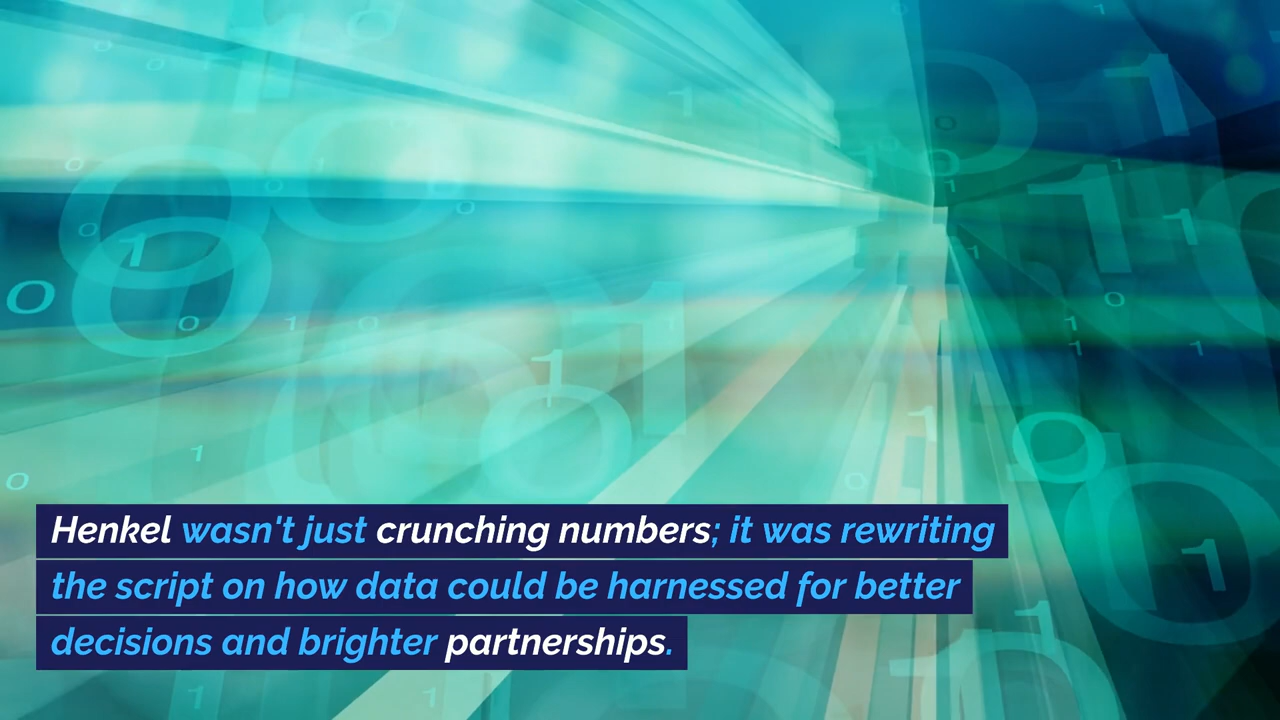 Henkel wasn't just crunching numbers; it was rewriting
the script on how data could be harnessed for better
decisions and brighter partnerships.